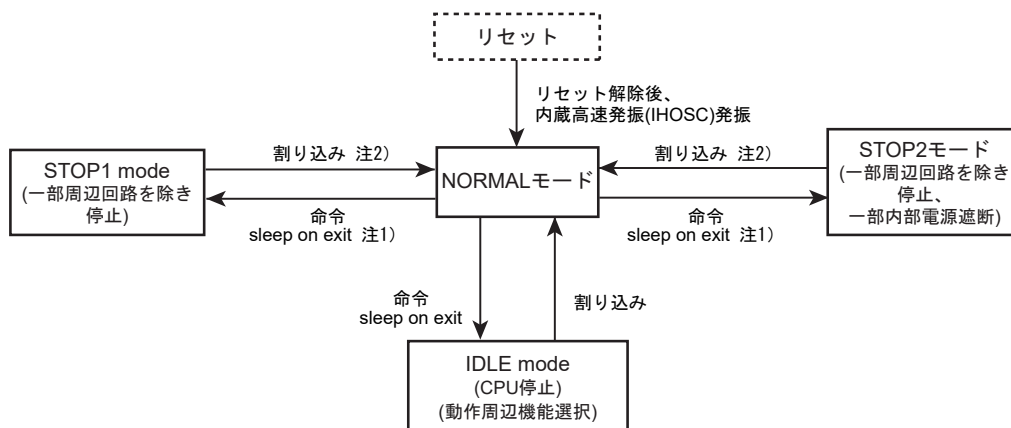 リセット
リセット解除後、
内蔵高速発振(IHOSC)発振
STOP1 mode
(一部周辺回路を除き
停止)
割り込み 注2)
命令
sleep on exit 注1)
NORMALモード
割り込み 注2)
命令
sleep on exit 注1)
STOP2モード
(一部周辺回路を除き
停止、
一部内部電源遮断)
命令
sleep on exit
割り込み
IDLE mode
(CPU停止)
(動作周辺機能選択)